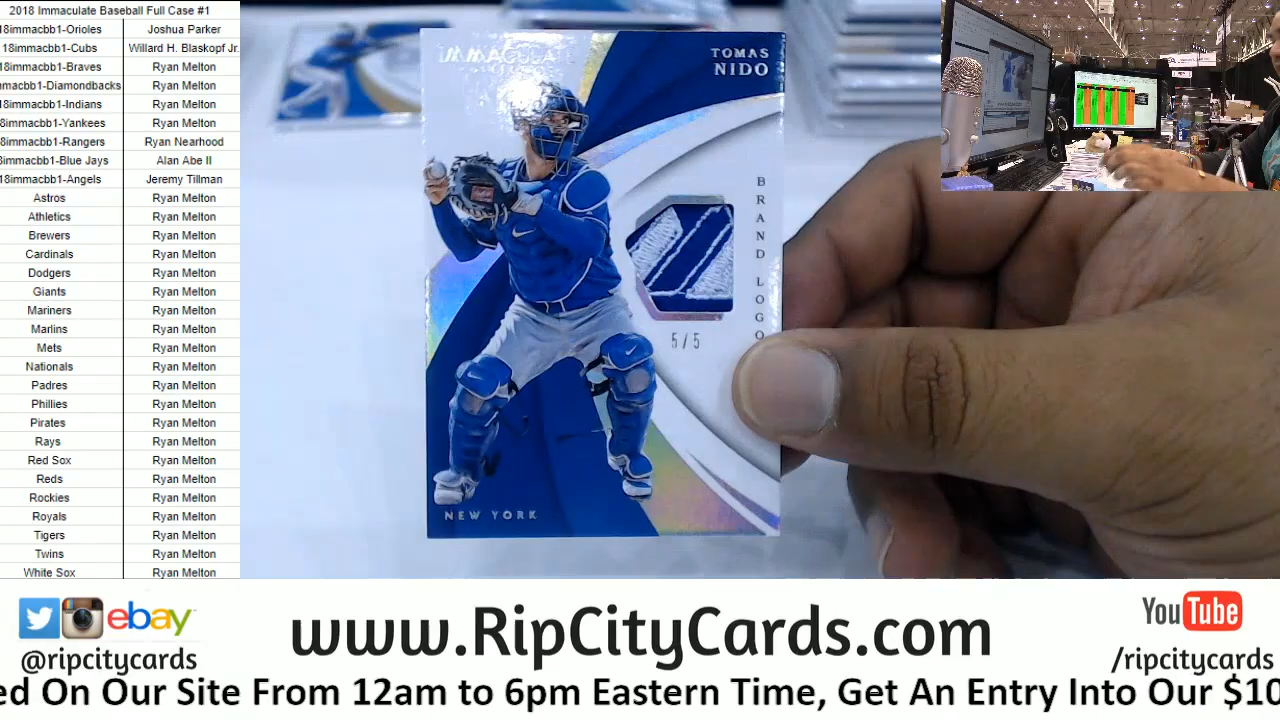 2018 Immaculate Baseball Full Case #1
18immacbb1-Orioles Joshua Parker
18immacbb1-Cubs Willard H. Blaskopf Jr.
18immacbb1-Braves Ryan Melton
mmacbb1-Diamondbacks Ryan Melton
18immacbb1-Indians Ryan Melton
8immacbb1-Yankees Ryan Melton
8immacbb1-Rangers Ryan Nearhood
8immacbb1-Blue Jays Alan Abe II
18immacbb1-Angels Jeremy Tillman
Astros Ryan Melton
Athletics Ryan Melton
Brewers Ryan Melton
Cardinals Ryan Melton
Dodgers Ryan Melton
Giants Ryan Melton
Mariners Ryan Melton
Marlins Ryan Melton
Mets Ryan Melton
Nationals Ryan Melton
Padres Ryan Melton
Phillies Ryan Melton
Pirates Ryan Melton
Rays Ryan Melton
Red Sox Ryan Melton
Reds Ryan Melton
Rockies Ryan Melton
Royals Ryan Melton
Tigers Ryan Melton
Twins Ryan Melton
White Sox Ryan Melton
IMMACULATE
TOMAS
NIDO
BRAND LOGO
5/5
NEW YORK
ebay
@ripcitycards
www.RipCityCards.com
YouTube
/ripcitycards
ed On Our Site From 12am to 6pm Eastern Time, Get An Entry Into Our $10